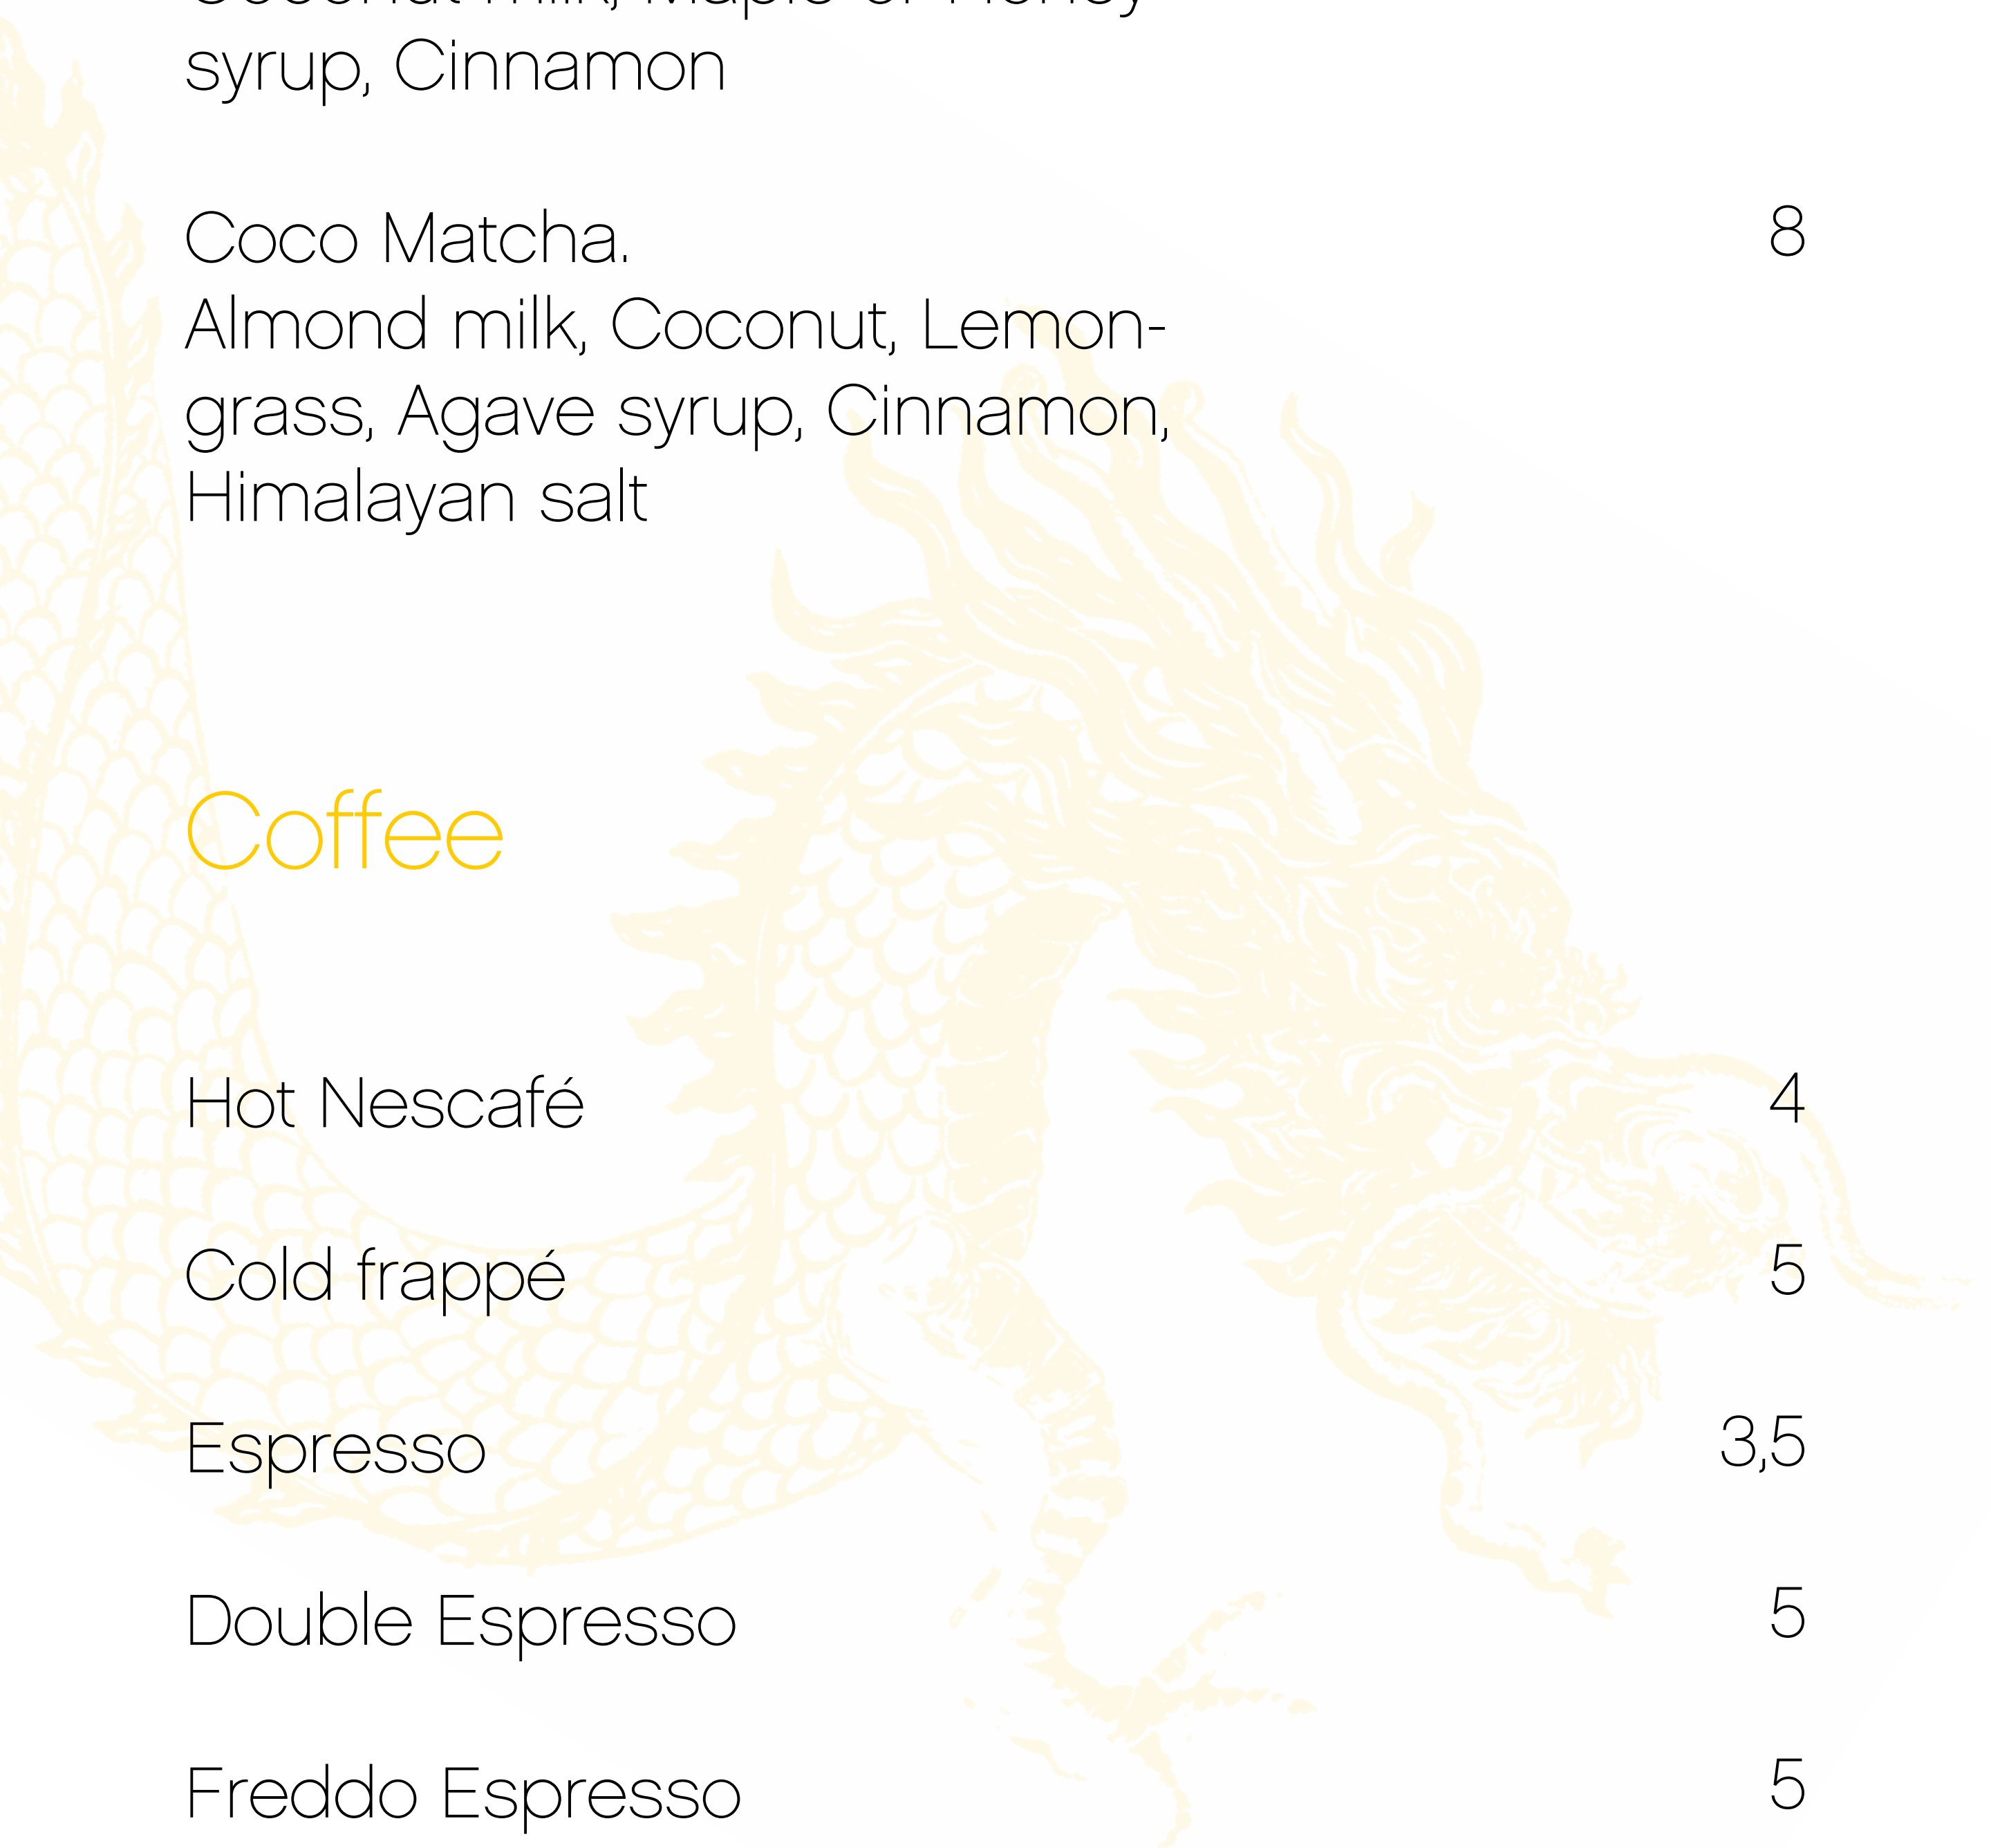 syrup, Cinnamon
Coco Matcha. 8
Almond milk, Coconut, Lemon-
grass, Agave syrup, Cinnamon,
Himalayan salt
Coffee
Hot Nescafé 4
Cold frappé 5
Espresso 3,5
Double Espresso 5
Freddo Espresso 5